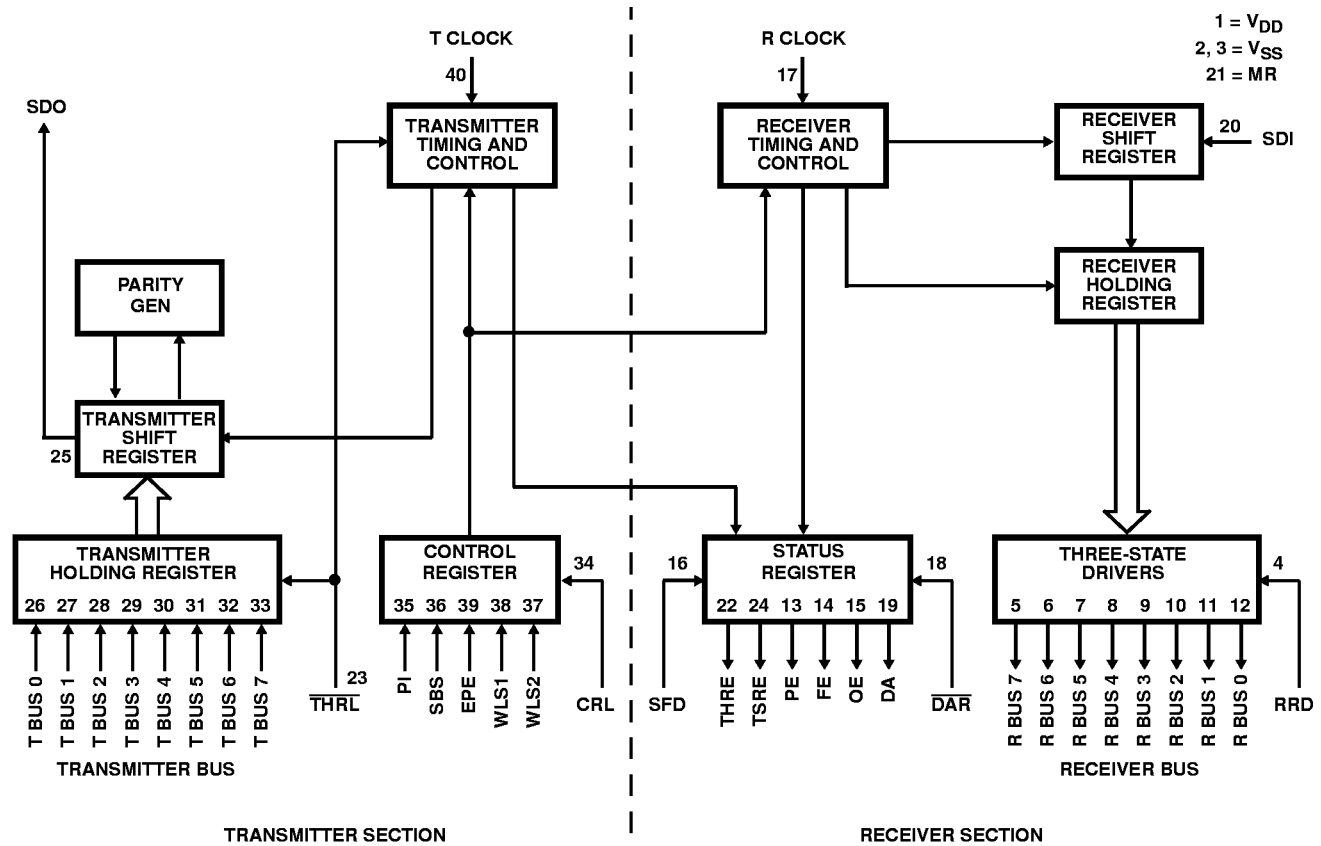 1 = VDD
2, 3 = VSS
21 = MR
T CLOCK
40
R CLOCK
17
SDO
TRANSMITTER
TIMING AND
CONTROL
RECEIVER
TIMING AND
CONTROL
RECEIVER
SHIFT
REGISTER
20
SDI
PARITY
GEN
RECEIVER
HOLDING
REGISTER
TRANSMITTER
SHIFT
REGISTER
25
TRANSMITTER
HOLDING REGISTER
26 27 28 29 30 31 32 33
CONTROL
REGISTER
35 36 39 38 37
34
16
STATUS
REGISTER
22 24 13 14 15 19
18
THREE-STATE
DRIVERS
5 6 7 8 9 10 11 12
4
T BUS 0
T BUS 1
T BUS 2
T BUS 3
T BUS 4
T BUS 5
T BUS 6
T BUS 7
23
THRL
PI
SBS
EPE
WLS1
WLS2
CRL
SFD
THRE
TSRE
PE
FE
OE
DA
DAR
R BUS 7
R BUS 6
R BUS 5
R BUS 4
R BUS 3
R BUS 2
R BUS 1
R BUS 0
RRD
TRANSMITTER BUS
RECEIVER BUS
TRANSMITTER SECTION
RECEIVER SECTION